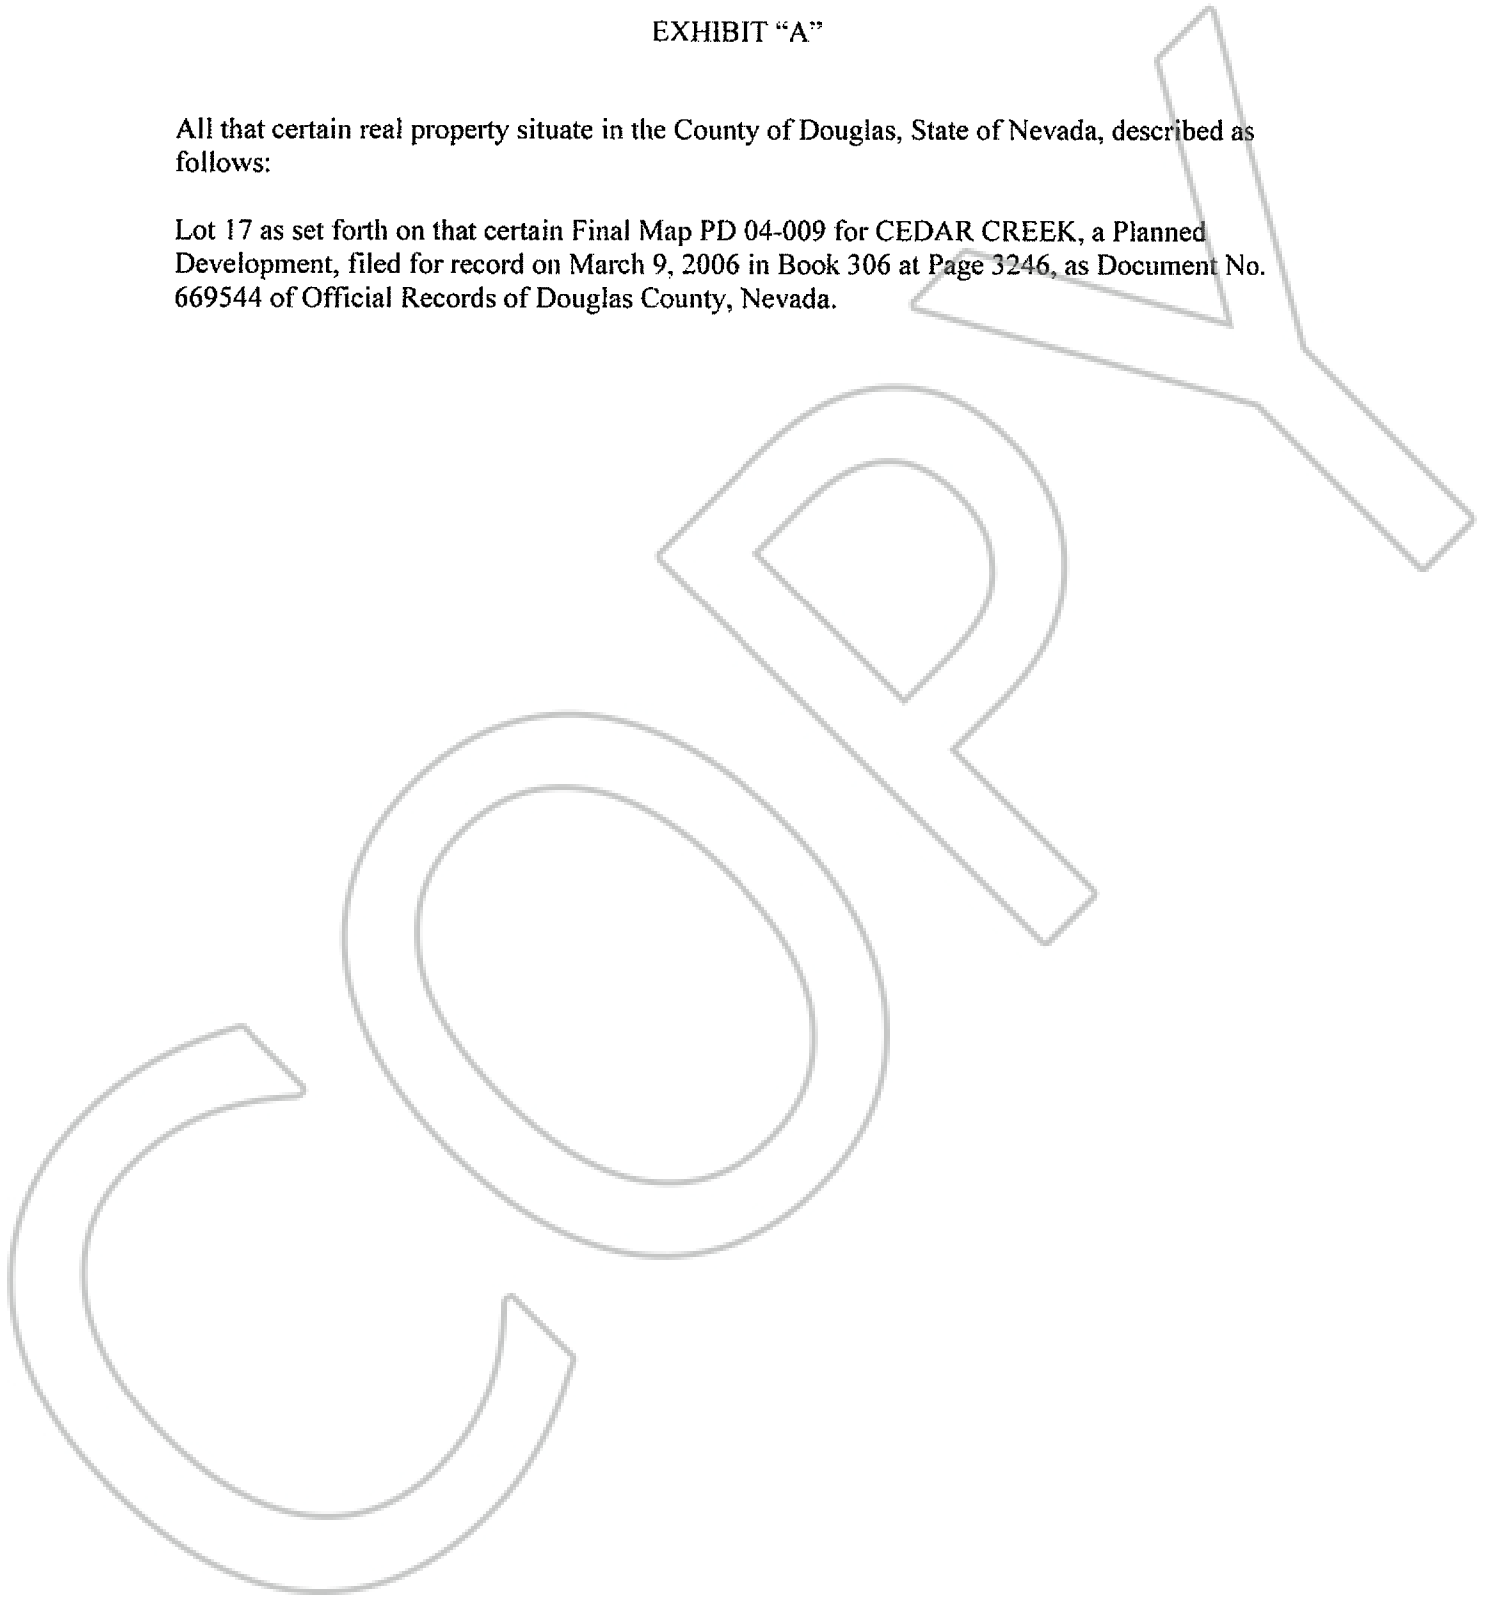 EXHIBIT “A”
All that certain real property situate in the County of Douglas, State of Nevada, described as
follows:
Lot 17 as set forth on that certain Final Map PD 04-009 for CEDAR CREEK, a Planned
Development, filed for record on March 9, 2006 in Book 306 at Page 3246, as Document No.
669544 of Official Records of Douglas County, Nevada.
COPY